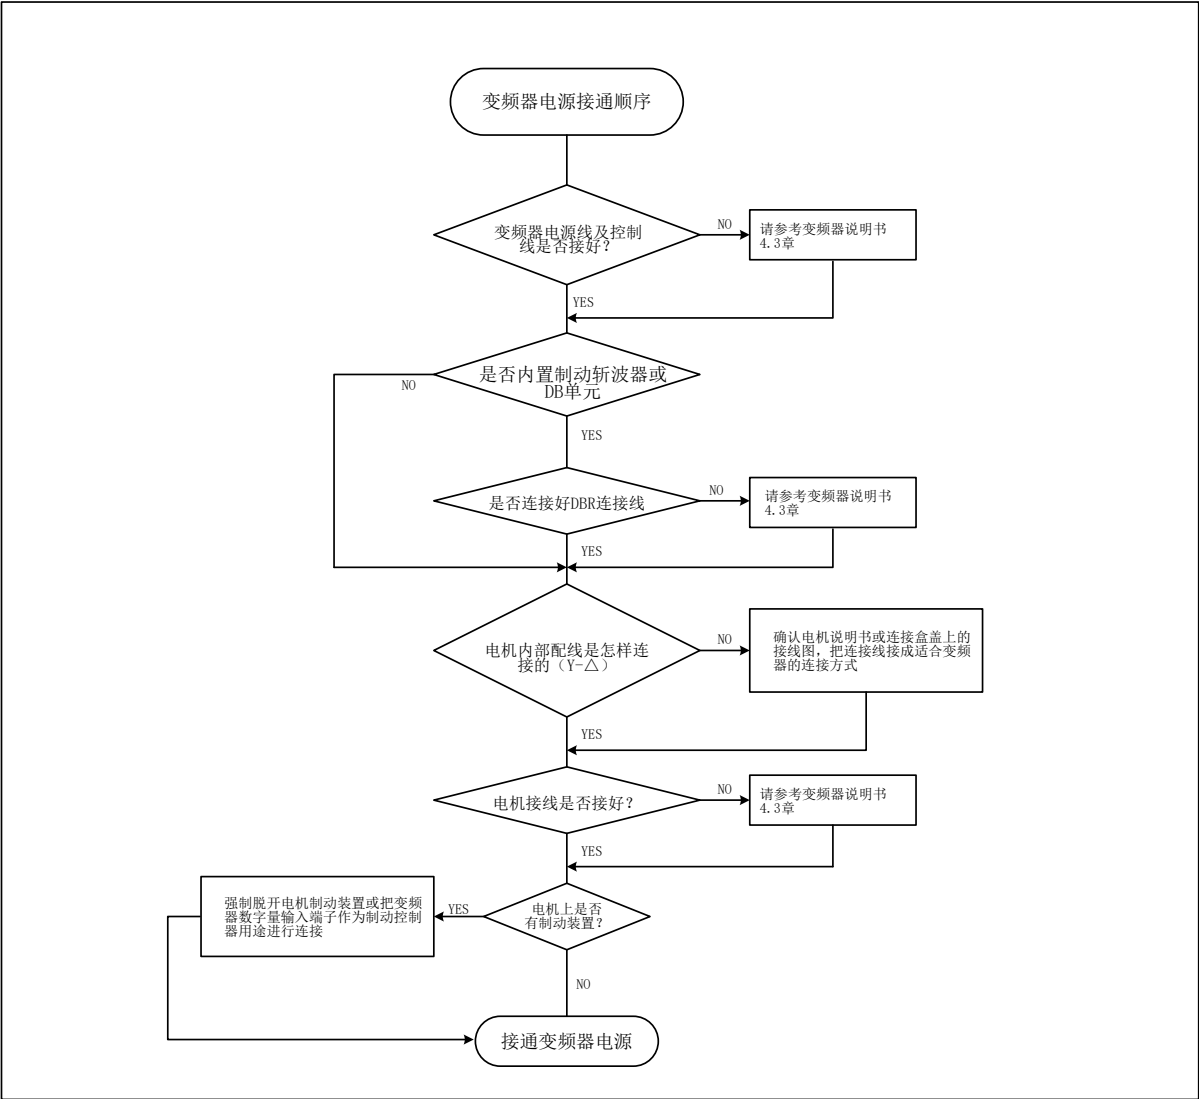 变频器电源接通顺序
变频器电源线及控制
线是否接好?
NO
请参考变频器说明书
4.3章
YES
是否内置制动斩波器或
DB单元
NO
YES
是否连接好DBR连接线
NO
请参考变频器说明书
4.3章
YES
电机内部配线是怎样连
接的（Y-△）
NO
确认电机说明书或连接盒盖上的
接线图，把连接线接成适合变频
器的连接方式
YES
电机接线是否接好?
NO
请参考变频器说明书
4.3章
YES
电机上是否
有制动装置?
YES
强制脱开电机制动装置或把变频
器数字量输入端子作为制动控制
器用途进行连接
NO
接通变频器电源